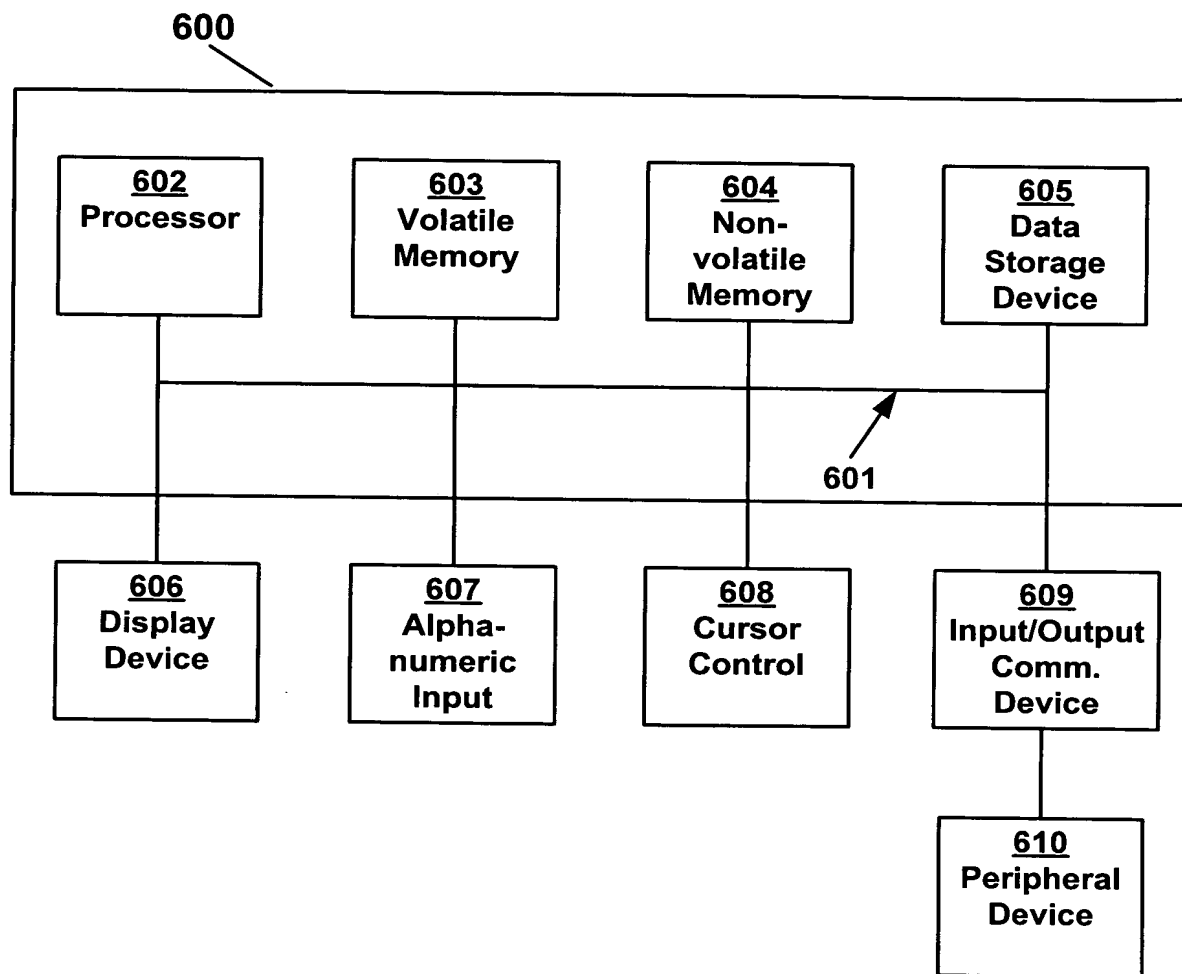 600
602
Processor
603
Volatile
Memory
604
Non-
volatile
Memory
605
Data
Storage
Device
601
606
Display
Device
607
Alpha-
numeric
Input
608
Cursor
Control
609
Input/Output
Comm.
Device
610
Peripheral
Device